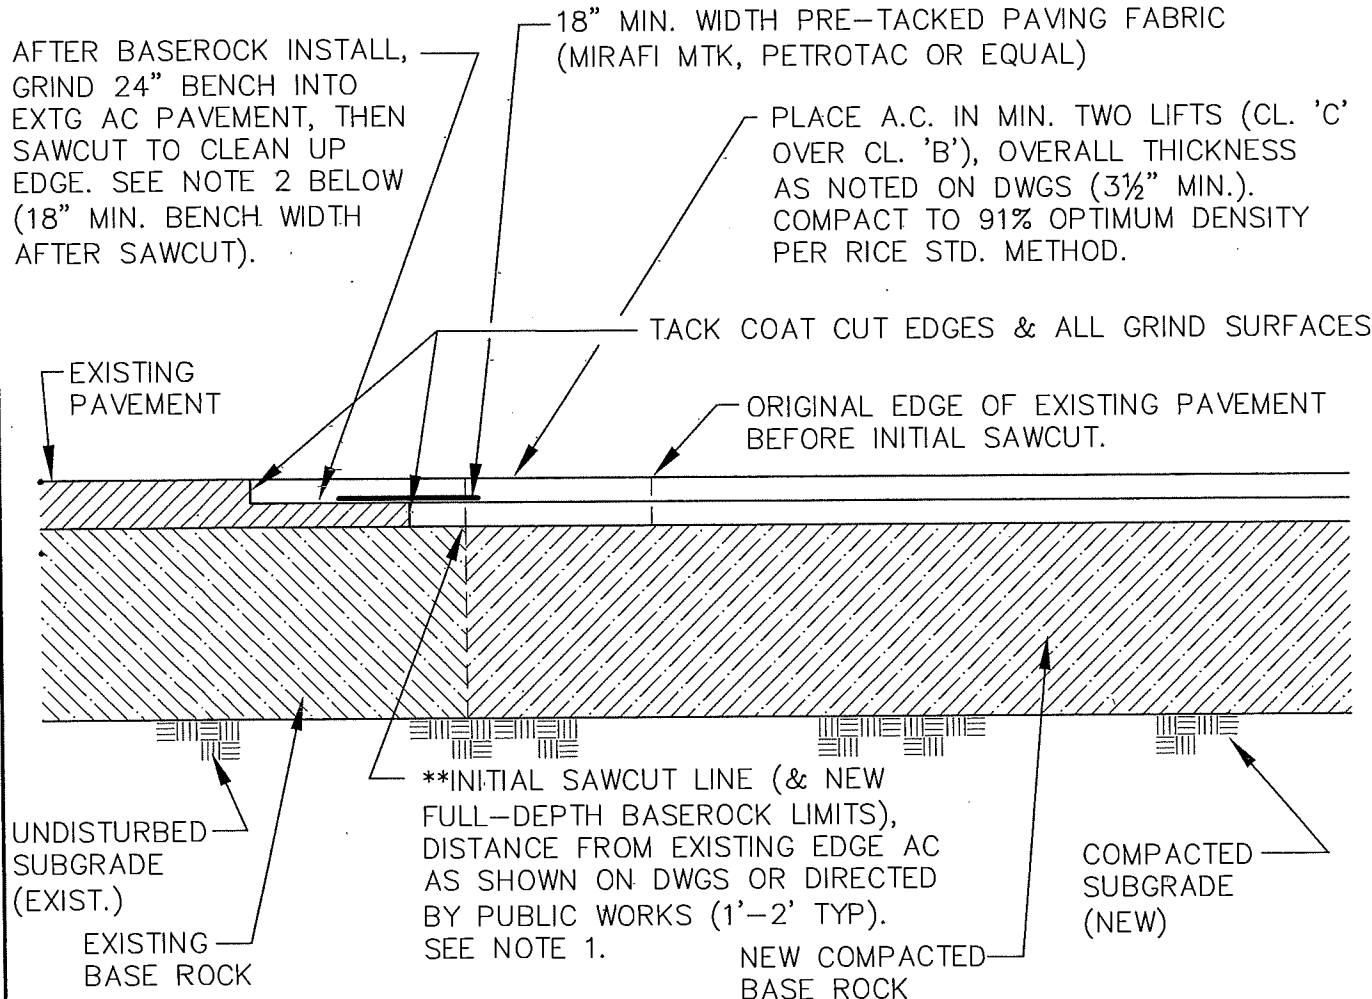 18" MIN. WIDTH PRE-TACKED PAVING FABRIC
(MIRAFI MTK, PETROTAC OR EQUAL)
AFTER BASEROCK INSTALL,
GRIND 24" BENCH INTO
EXTG AC PAVEMENT, THEN
SAWCUT TO CLEAN UP
EDGE. SEE NOTE 2 BELOW
(18" MIN. BENCH WIDTH
AFTER SAWCUT).
PLACE A.C. IN MIN. TWO LIFTS (CL. 'C'
OVER CL. 'B'), OVERALL THICKNESS
AS NOTED ON DWGS (3½" MIN.).
COMPACT TO 91% OPTIMUM DENSITY
PER RICE STD. METHOD.
TACK COAT CUT EDGES & ALL GRIND SURFACES
EXISTING
PAVEMENT
ORIGINAL EDGE OF EXISTING PAVEMENT
BEFORE INITIAL SAWCUT.
UNDISTURBED
SUBGRADE
(EXIST.)
EXISTING
BASE ROCK
**INITIAL SAWCUT LINE (& NEW
FULL-DEPTH BASEROCK LIMITS),
DISTANCE FROM EXISTING EDGE AC
AS SHOWN ON DWGS OR DIRECTED
BY PUBLIC WORKS (1'-2' TYP).
SEE NOTE 1.
NEW COMPACTED
BASE ROCK
COMPACTED
SUBGRADE
(NEW)